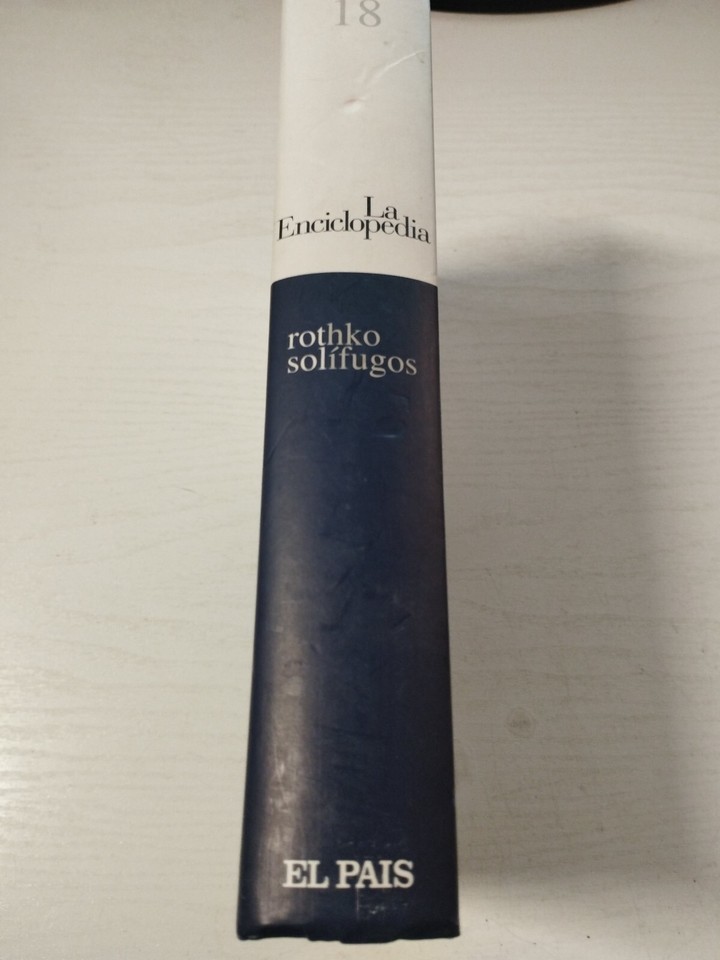 18
La
Enciclopedia
rothko
solífugos
EL PAIS